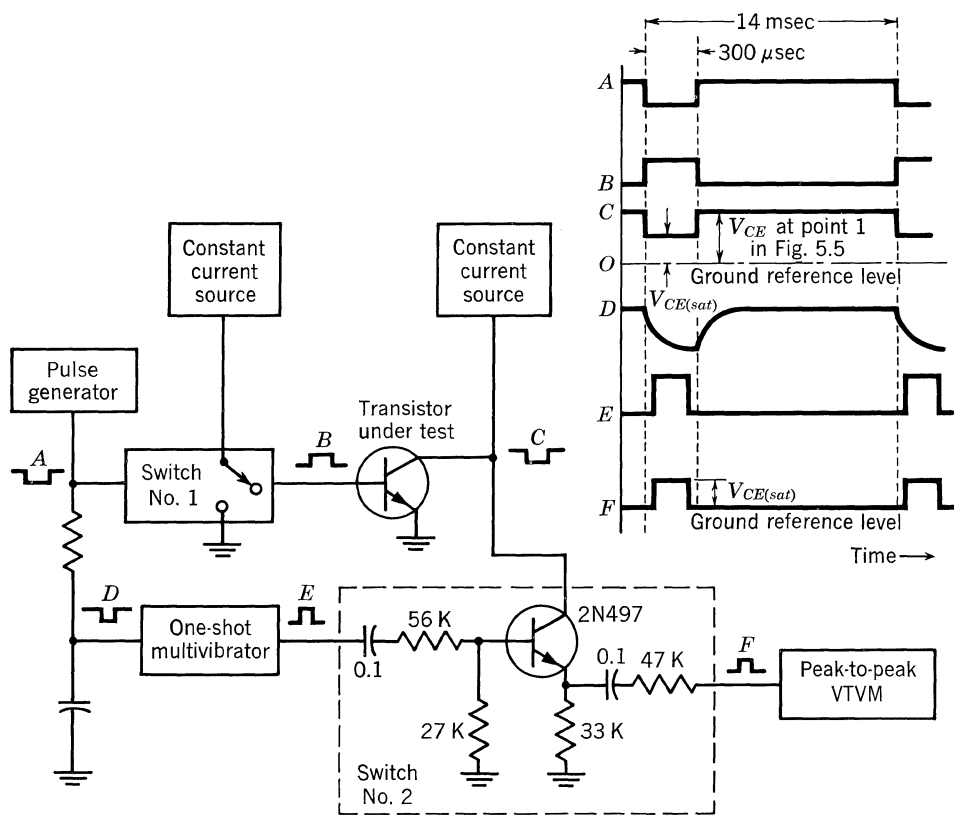 14 msec
300 μsec
A
B
C
V_CE at point 1
in Fig. 5.5
O
Ground reference level
V_CE(sat)
D
E
F
V_CE(sat)
Ground reference level
Time
Constant
current
source
Constant
current
source
Pulse
generator
Transistor
under test
A
B
C
Switch
No. 1
D
E
One-shot
multivibrator
0.1
56 K
2N497
27 K
33 K
0.1
47 K
F
Peak-to-peak
VTVM
Switch
No. 2